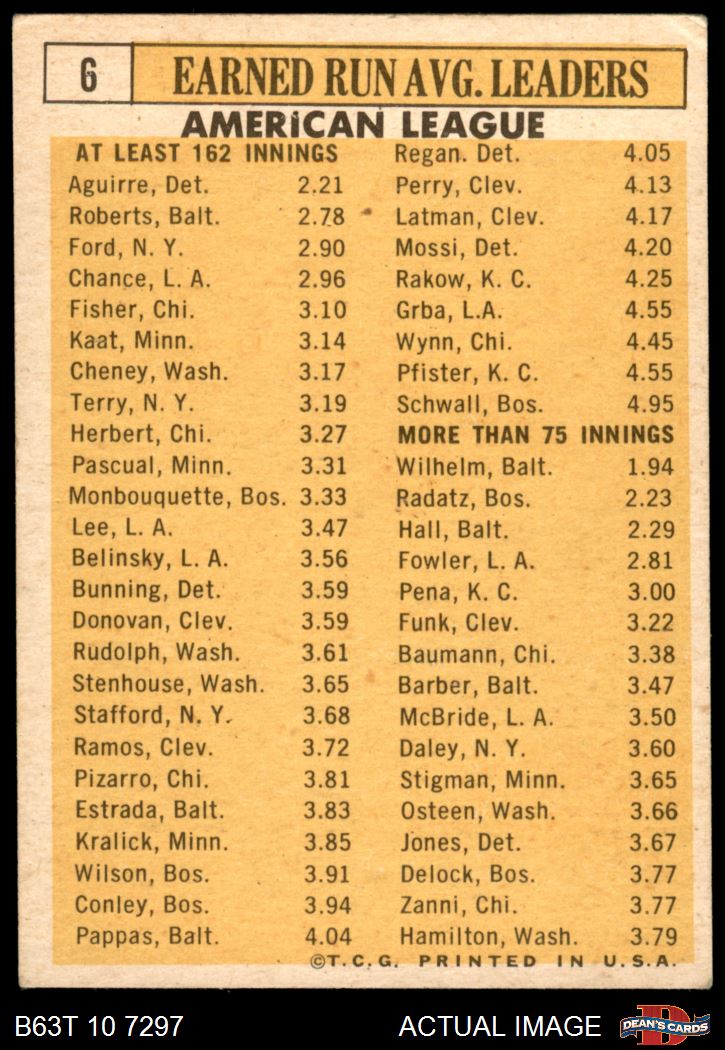 6
EARNED RUN AVG. LEADERS
AMERiCAN LEAGUE
AT LEAST 162 INNINGS
Aguirre, Det. 2.21
Roberts, Balt. 2.78
Ford, N. Y. 2.90
Chance, L. A. 2.96
Fisher, Chi. 3.10
Kaat, Minn. 3.14
Cheney, Wash. 3.17
Terry, N. Y. 3.19
Herbert, Chi. 3.27
Pascual, Minn. 3.31
Monbouquette, Bos. 3.33
Lee, L. A. 3.47
Belinsky, L. A. 3.56
Bunning, Det. 3.59
Donovan, Clev. 3.59
Rudolph, Wash. 3.61
Stenhouse, Wash. 3.65
Stafford, N. Y. 3.68
Ramos, Clev. 3.72
Pizarro, Chi. 3.81
Estrada, Balt. 3.83
Kralick, Minn. 3.85
Wilson, Bos. 3.91
Conley, Bos. 3.94
Pappas, Balt. 4.04
Regan. Det. 4.05
Perry, Clev. 4.13
Latman, Clev. 4.17
Mossi, Det. 4.20
Rakow, K. C. 4.25
Grba, L.A. 4.55
Wynn, Chi. 4.45
Pfister, K. C. 4.55
Schwall, Bos. 4.95
MORE THAN 75 INNINGS
Wilhelm, Balt. 1.94
Radatz, Bos. 2.23
Hall, Balt. 2.29
Fowler, L. A. 2.81
Pena, K. C. 3.00
Funk, Clev. 3.22
Baumann, Chi. 3.38
Barber, Balt. 3.47
McBride, L. A. 3.50
Daley, N. Y. 3.60
Stigman, Minn. 3.65
Osteen, Wash. 3.66
Jones, Det. 3.67
Delock, Bos. 3.77
Zanni, Chi. 3.77
Hamilton, Wash. 3.79
©T.C.G. PRINTED IN U.S.A.
B63T 10 7297
ACTUAL IMAGE
D
DEAN'S CARDS